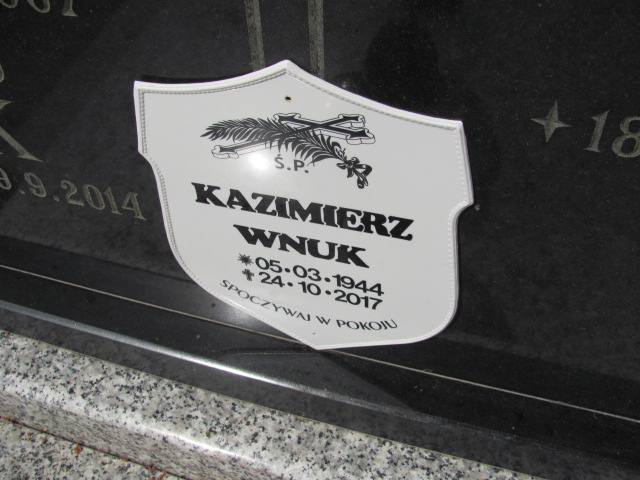 9.9.2014
18
Ś.P.
KAZIMIERZ
WNUK
* 05·03·1944
✝ 24·10·2017
SPOCZYWAJ W POKOJU